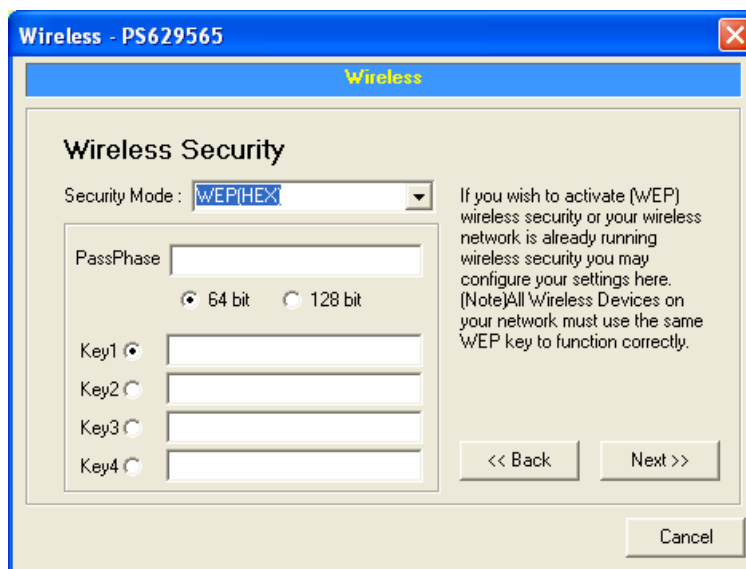 Wireless - PS629565
Wireless
Wireless Security
Security Mode : WEP(HEX)
PassPhase
64 bit 128 bit
Key1
Key2
Key3
Key4
If you wish to activate (WEP)
wireless security or your wireless
network is already running
wireless security you may
configure your settings here.
(Note)All Wireless Devices on
your network must use the same
WEP key to function correctly.
<< Back Next >>
Cancel